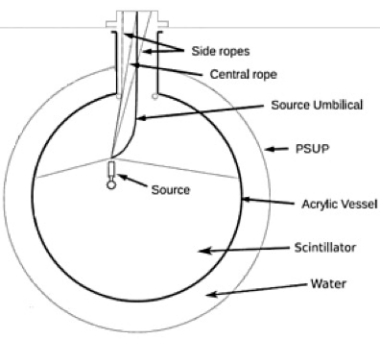 Side ropes
Central rope
Source Umbilical
PSUP
Source
Acrylic Vessel
Scintillator
Water